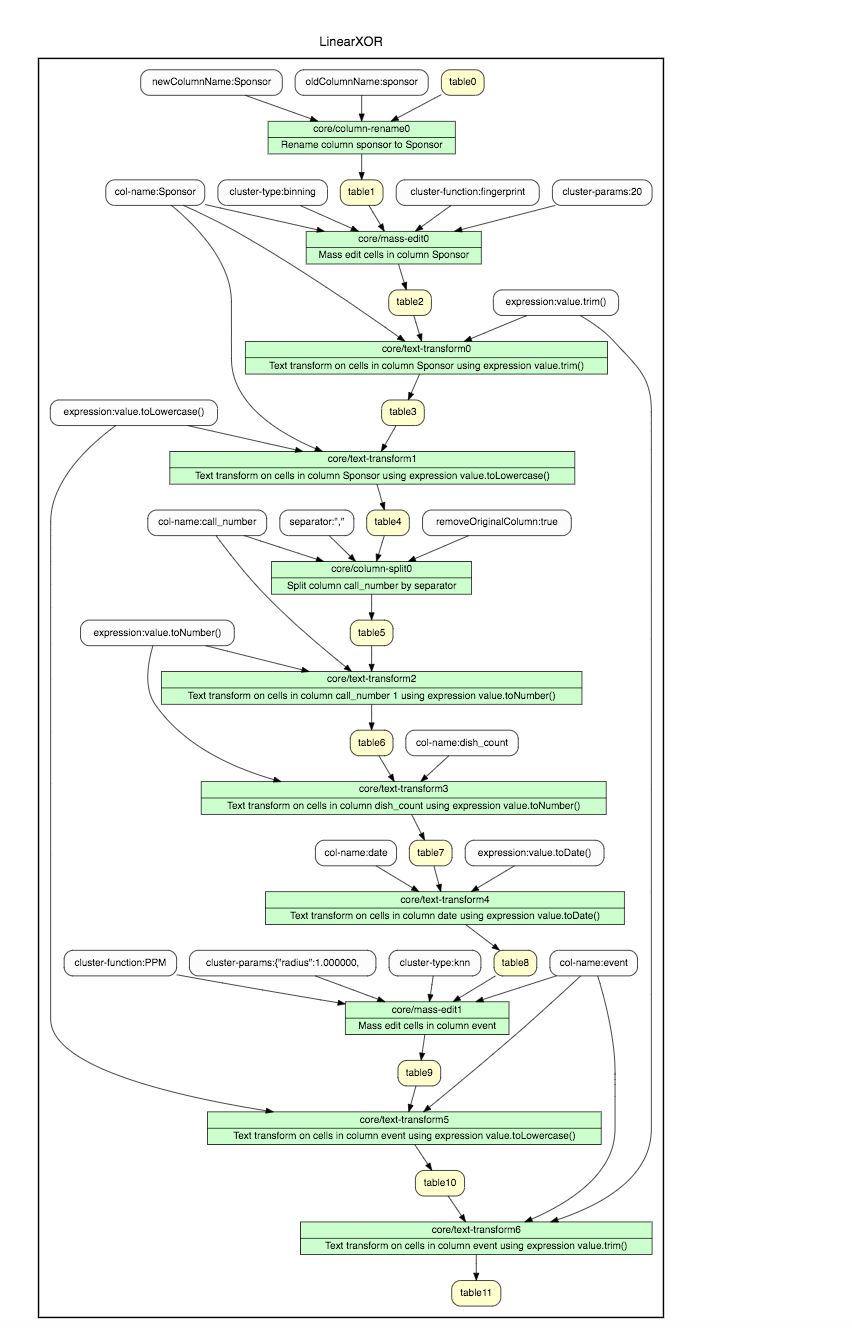 LinearXOR
newColumnName:Sponsor
oldColumnName:sponsor
table0
core/column-rename0
Rename column sponsor to Sponsor
col-name:Sponsor
cluster-type:binning
table1
cluster-function:fingerprint
cluster-params:20
core/mass-edit0
Mass edit cells in column Sponsor
table2
expression:value.trim()
core/text-transform0
Text transform on cells in column Sponsor using expression value.trim()
expression:value.toLowercase()
table3
core/text-transform1
Text transform on cells in column Sponsor using expression value.toLowercase()
col-name:call_number
separator:","
table4
removeOriginalColumn:true
core/column-split0
Split column call_number by separator
expression:value.toNumber()
table5
core/text-transform2
Text transform on cells in column call_number 1 using expression value.toNumber()
table6
col-name:dish_count
core/text-transform3
Text transform on cells in column dish_count using expression value.toNumber()
col-name:date
table7
expression:value.toDate()
core/text-transform4
Text transform on cells in column date using expression value.toDate()
cluster-function:PPM
cluster-params:{"radius":1.000000,
cluster-type:knn
table8
col-name:event
core/mass-edit1
Mass edit cells in column event
table9
core/text-transform5
Text transform on cells in column event using expression value.toLowercase()
table10
core/text-transform6
Text transform on cells in column event using expression value.trim()
table11